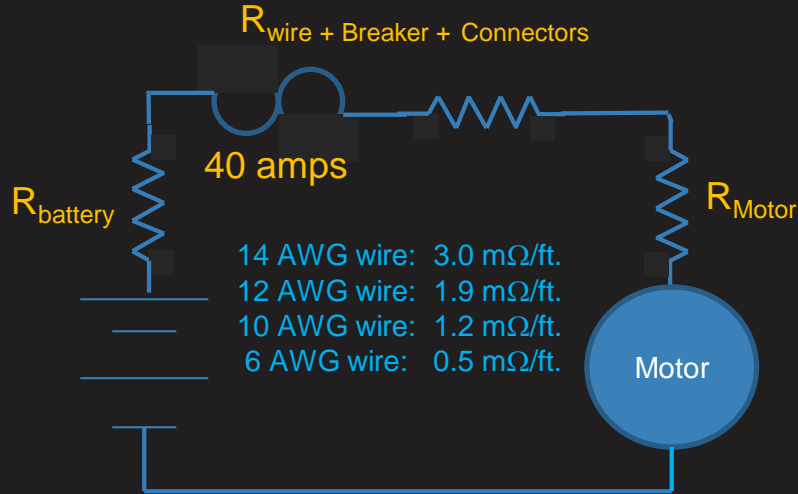 Rwire + Breaker + Connectors
40 amps
Rbattery
RMotor
14 AWG wire: 3.0 mΩ/ft.
12 AWG wire: 1.9 mΩ/ft.
10 AWG wire: 1.2 mΩ/ft.
6 AWG wire: 0.5 mΩ/ft.
Motor